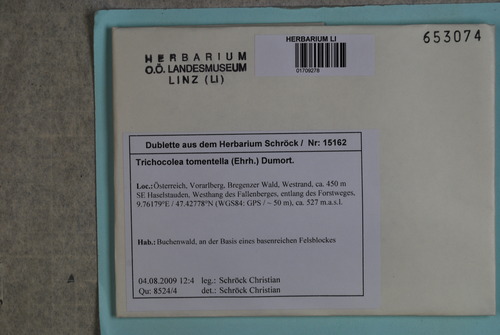 HERBARIUM
O.Ö. LANDESMUSEUM
LINZ (LI)
HERBARIUM LI
01709278
653074
Dublette aus dem Herbarium Schröck / Nr: 15162
Trichocolea tomentella (Ehrh.) Dumort.
Loc.: Österreich, Vorarlberg, Bregenzer Wald, Westrand, ca. 450 m
SE Haselstauden, Westhang des Fallenberges, entlang des Forstweges,
9.76179°E / 47.42778°N (WGS84: GPS / ~ 50 m), ca. 527 m.a.s.l.
Hab.: Buchenwald, an der Basis eines basenreichen Felsblockes
04.08.2009 12:4 leg.: Schröck Christian
Qu: 8524/4 det.: Schröck Christian